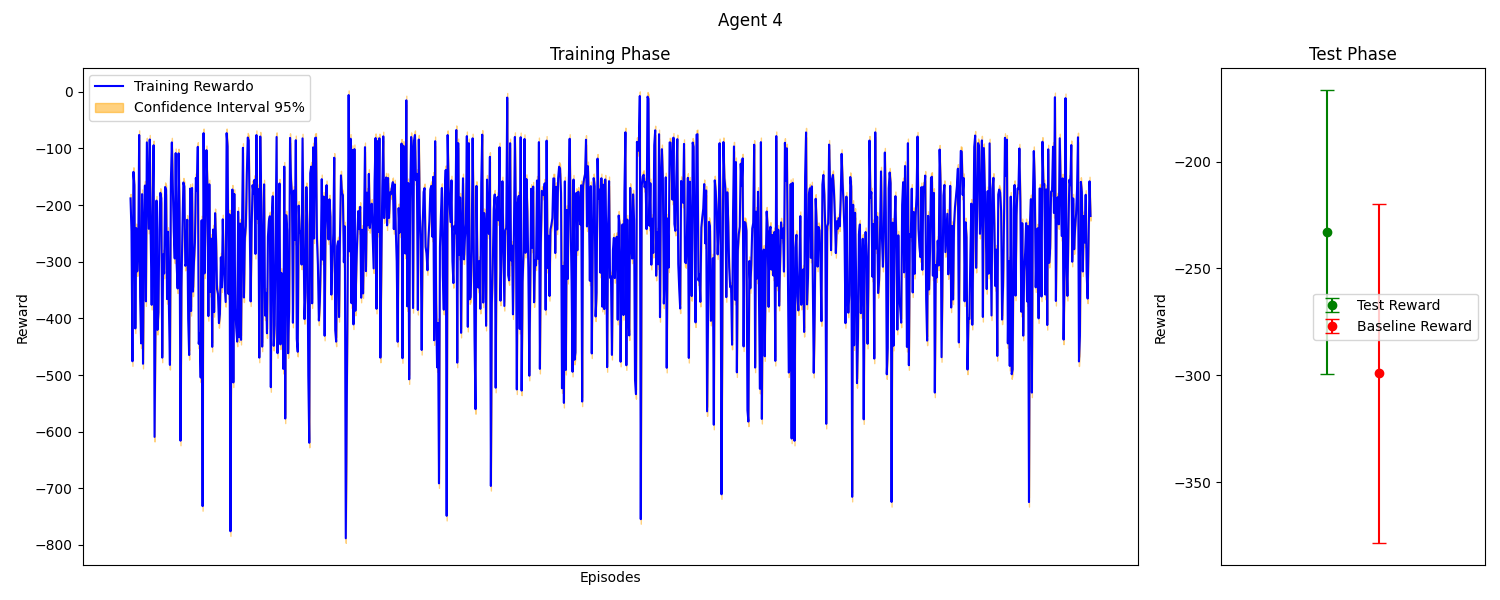 Agent 4
Training Phase
Training Rewardo
Confidence Interval 95%
0
−100
−200
−300
−400
−500
−600
−700
−800
Reward
Episodes
Test Phase
−200
−250
−300
−350
Reward
Test Reward
Baseline Reward